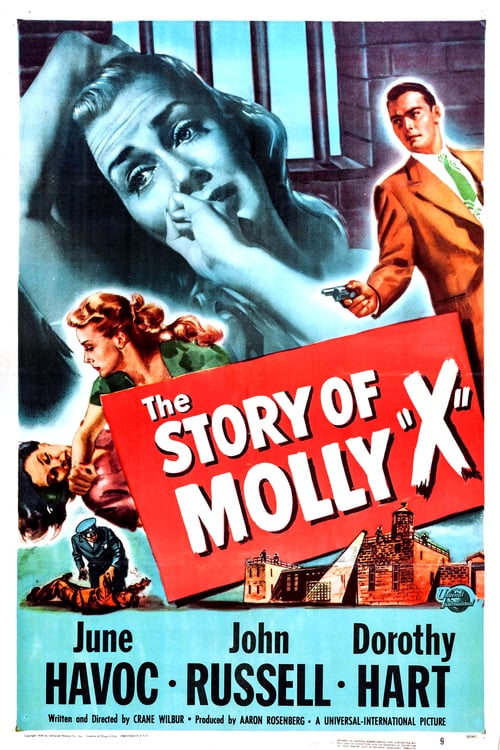 The
STORY OF
MOLLY "X"
June John Dorothy
HAVOC · RUSSELL · HART
Written and Directed by CRANE WILBUR · Produced by AARON ROSENBERG · A UNIVERSAL-INTERNATIONAL PICTURE
9